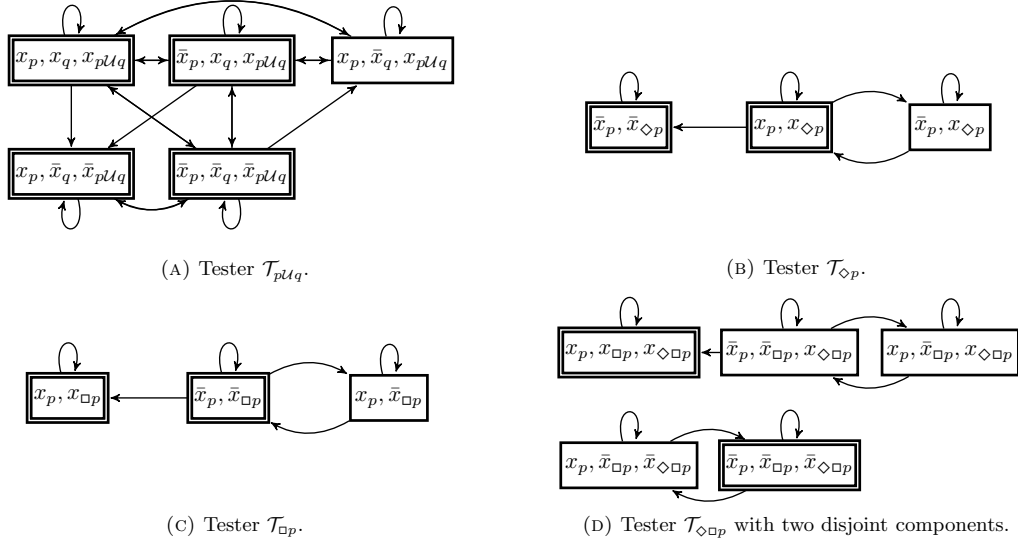 x_p, x_q, x_{p𝒰q}
x̄_p, x_q, x_{p𝒰q}
x_p, x̄_q, x_{p𝒰q}
x_p, x̄_q, x̄_{p𝒰q}
x̄_p, x̄_q, x̄_{p𝒰q}
(A) Tester 𝒯_{p𝒰q}.
x̄_p, x̄_{◇p}
x_p, x_{◇p}
x̄_p, x_{◇p}
(B) Tester 𝒯_{◇p}.
x_p, x_{□p}
x̄_p, x̄_{□p}
x_p, x̄_{□p}
(C) Tester 𝒯_{□p}.
x_p, x_{□p}, x_{◇□p}
x̄_p, x̄_{□p}, x_{◇□p}
x_p, x̄_{□p}, x_{◇□p}
x_p, x̄_{□p}, x̄_{◇□p}
x̄_p, x̄_{□p}, x̄_{◇□p}
(D) Tester 𝒯_{◇□p} with two disjoint components.